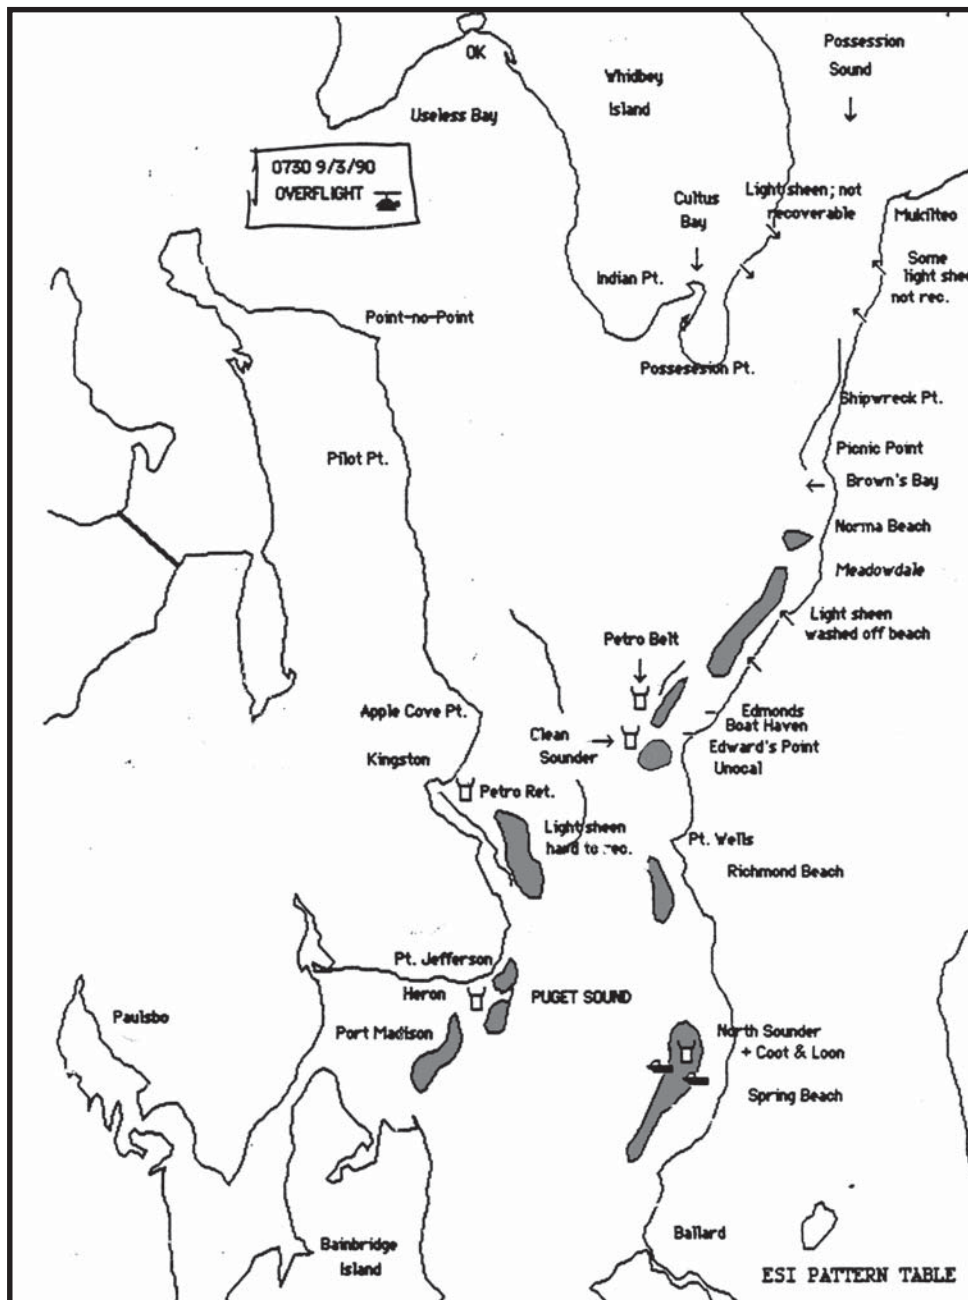 Possession
Sound
OK
Whidbey
Island
Useless Bay
0730 9/3/90
OVERFLIGHT
Cultus
Bay
Light sheen; not
recoverable
Mukilteo
Indian Pt.
Some
light shee
not rec.
Point-no-Point
Possesesion Pt.
Shipwreck Pt.
Picnic Point
Pilot Pt.
Brown's Bay
Norma Beach
Meadowdale
Light sheen
washed off beach
Petro Belt
Apple Cove Pt.
Edmonds
Boat Haven
Clean
Sounder
Edward's Point
Unocal
Kingston
Petro Ret.
Light sheen
hard to rec.
Pt. Wells
Richmond Beach
Pt. Jefferson
Heron
PUGET SOUND
Paulsbo
Port Madison
North Sounder
+ Coot & Loon
Spring Beach
Ballard
Bainbridge
Island
ESI PATTERN TABLE